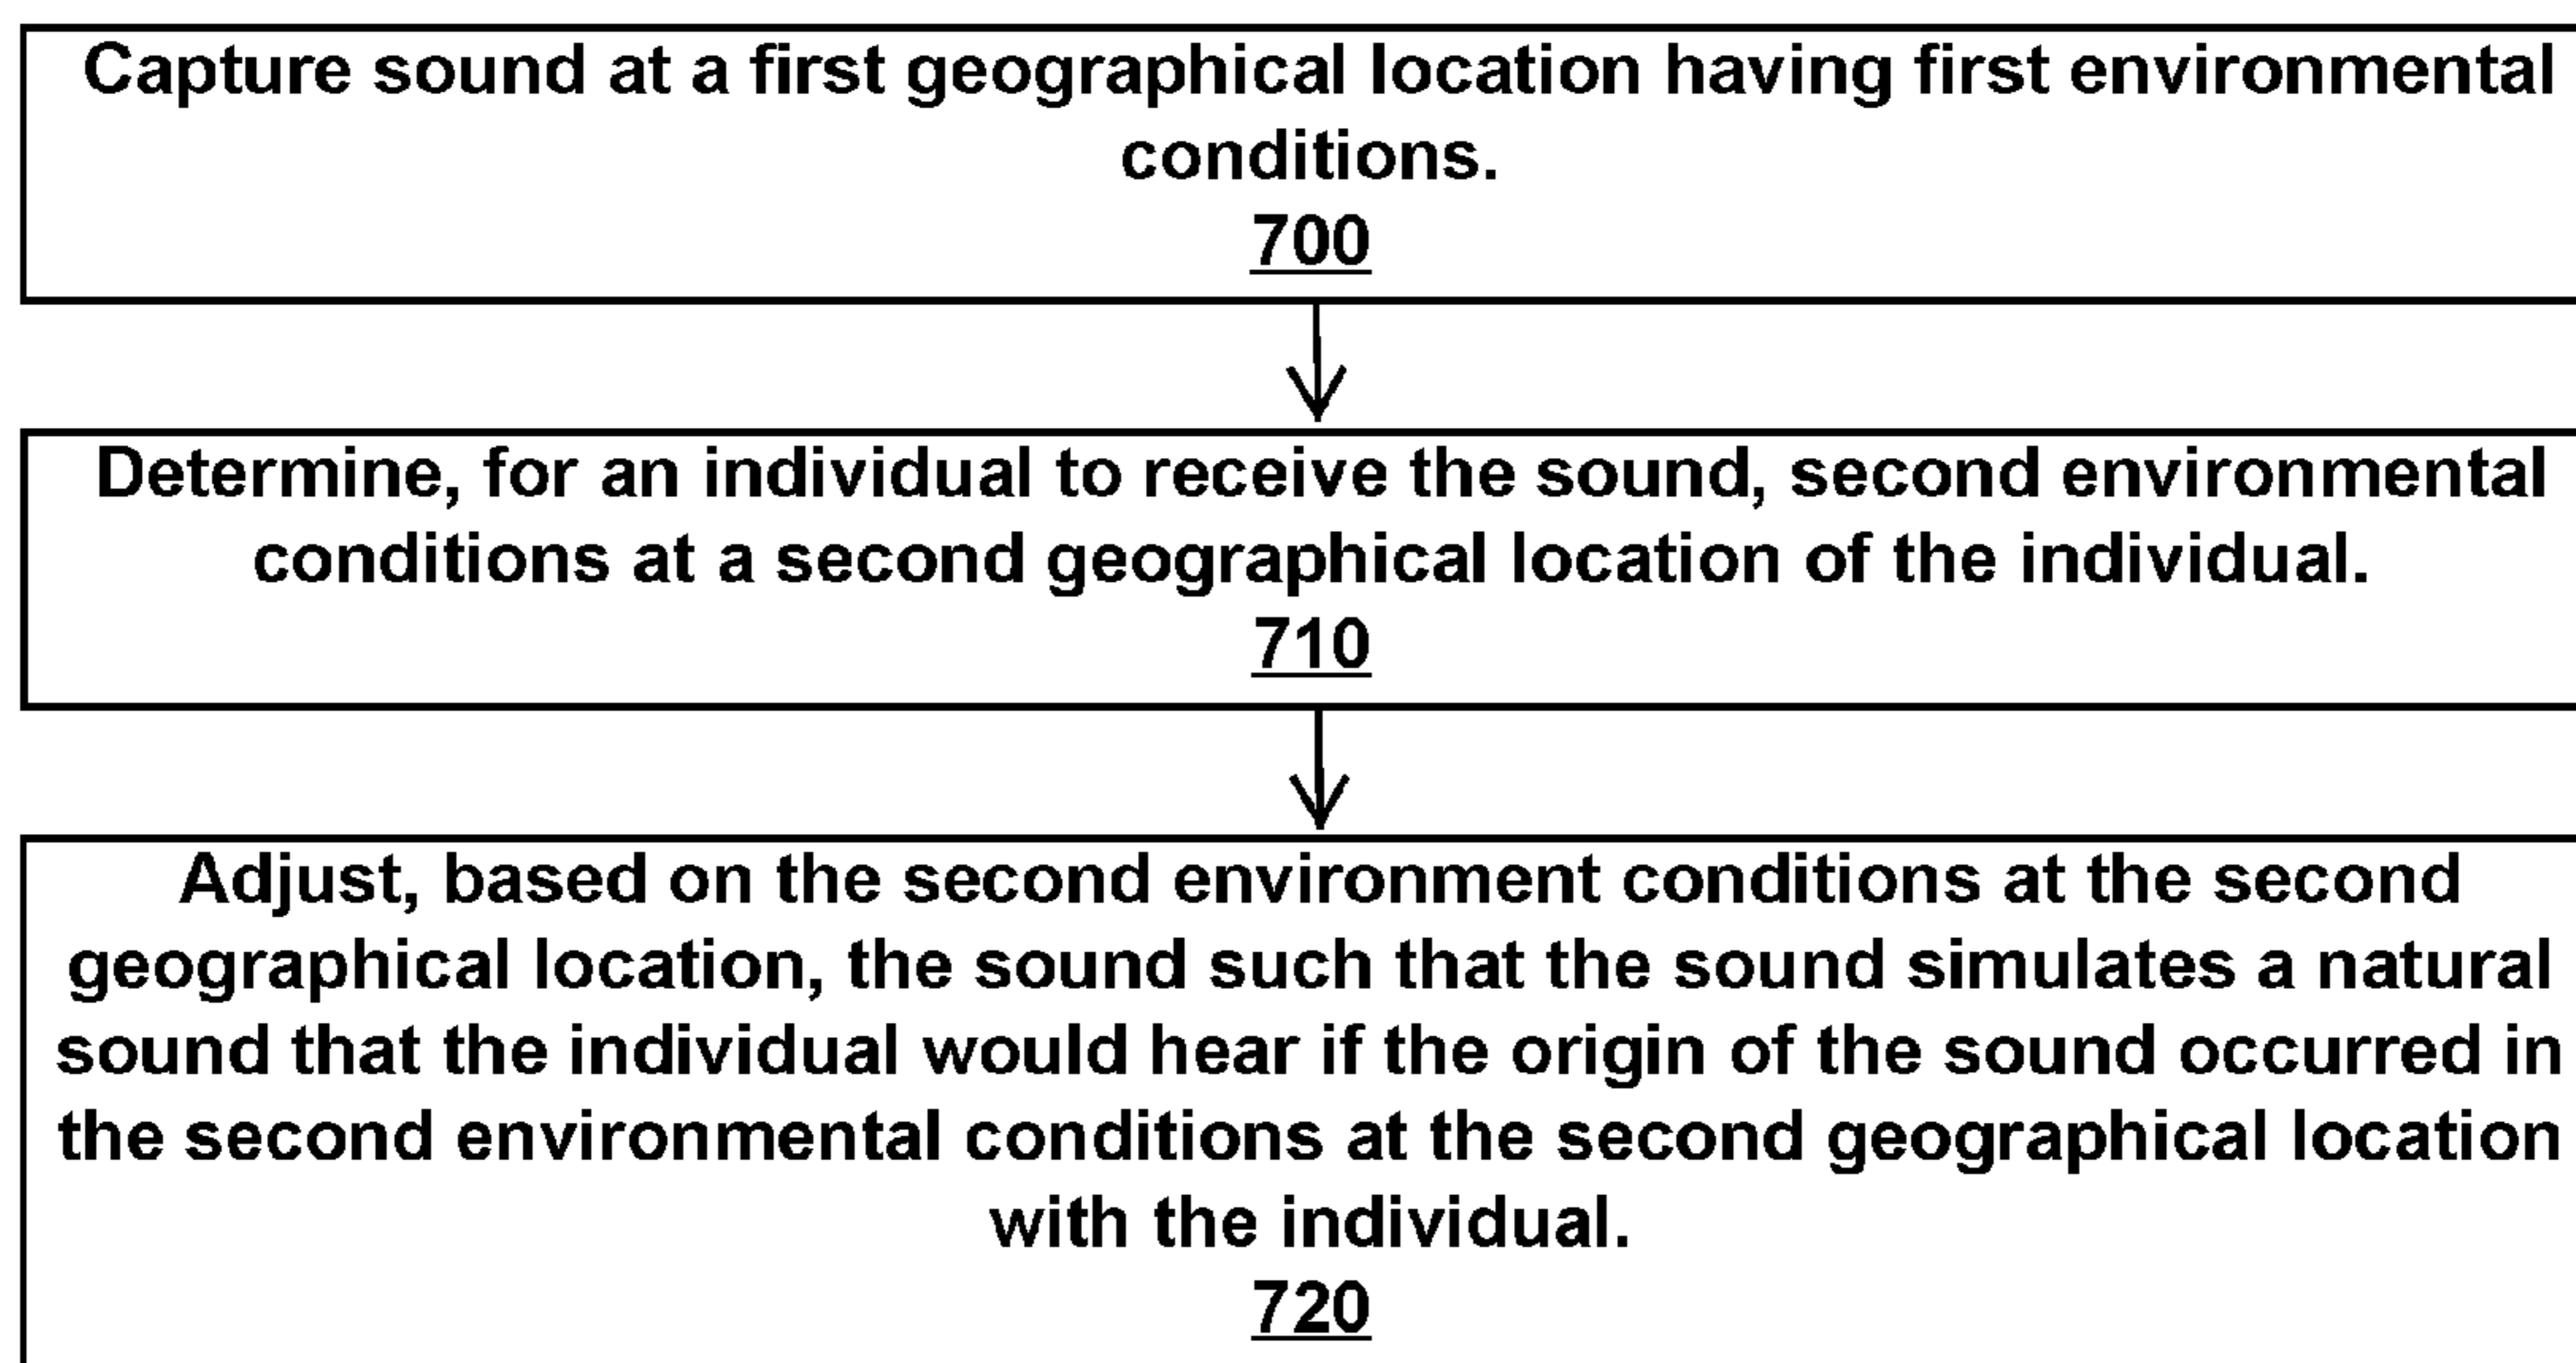 Capture sound at a first geographical location having first environmental
conditions.
700
Determine, for an individual to receive the sound, second environmental
conditions at a second geographical location of the individual.
710
Adjust, based on the second environment conditions at the second
geographical location, the sound such that the sound simulates a natural
sound that the individual would hear if the origin of the sound occurred in
the second environmental conditions at the second geographical location
with the individual.
720